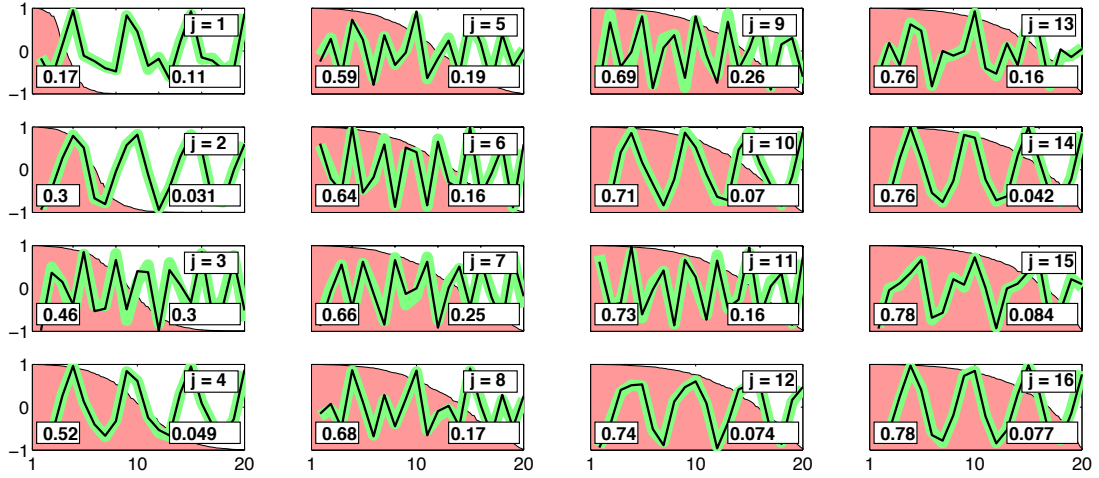 1 j = 1 j = 5 j = 9 j = 13
0
0.17 0.11 0.59 0.19 0.69 0.26 0.76 0.16
−1
1 j = 2 j = 6 j = 10 j = 14
0
0.3 0.031 0.64 0.16 0.71 0.07 0.76 0.042
−1
1 j = 3 j = 7 j = 11 j = 15
0
0.46 0.3 0.66 0.25 0.73 0.16 0.78 0.084
−1
1 j = 4 j = 8 j = 12 j = 16
0
0.52 0.049 0.68 0.17 0.74 0.074 0.78 0.077
−1
1 10 20 1 10 20 1 10 20 1 10 20